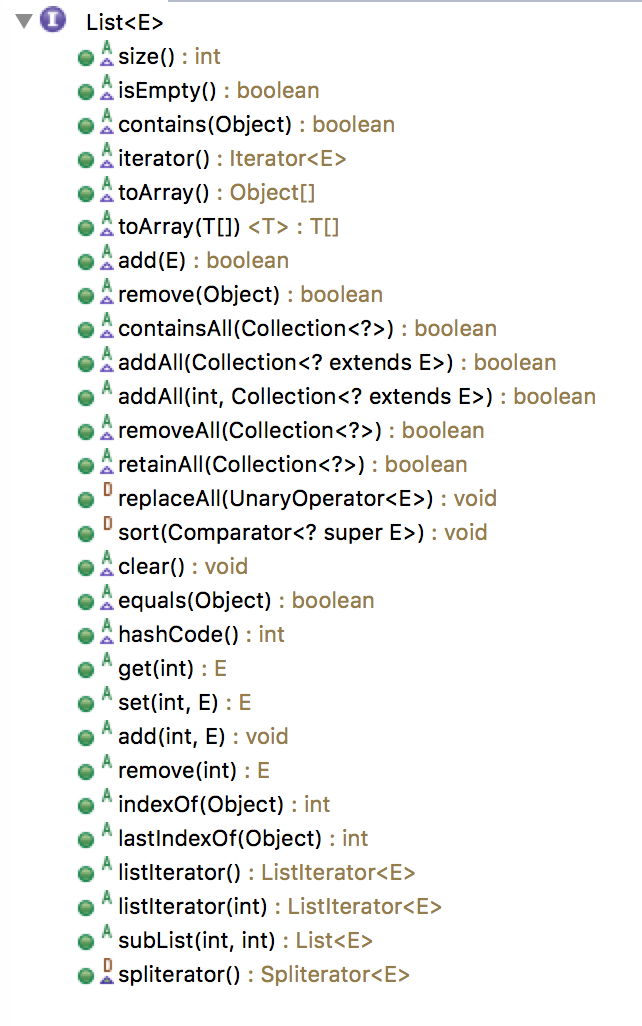 I List<E>
A size() : int
A isEmpty() : boolean
A contains(Object) : boolean
A iterator() : Iterator<E>
A toArray() : Object[]
A toArray(T[]) <T> : T[]
A add(E) : boolean
A remove(Object) : boolean
A containsAll(Collection<?>) : boolean
A addAll(Collection<? extends E>) : boolean
A addAll(int, Collection<? extends E>) : boolean
A removeAll(Collection<?>) : boolean
A retainAll(Collection<?>) : boolean
D replaceAll(UnaryOperator<E>) : void
D sort(Comparator<? super E>) : void
A clear() : void
A equals(Object) : boolean
A hashCode() : int
A get(int) : E
A set(int, E) : E
A add(int, E) : void
A remove(int) : E
A indexOf(Object) : int
A lastIndexOf(Object) : int
A listIterator() : ListIterator<E>
A listIterator(int) : ListIterator<E>
A subList(int, int) : List<E>
D spliterator() : Spliterator<E>